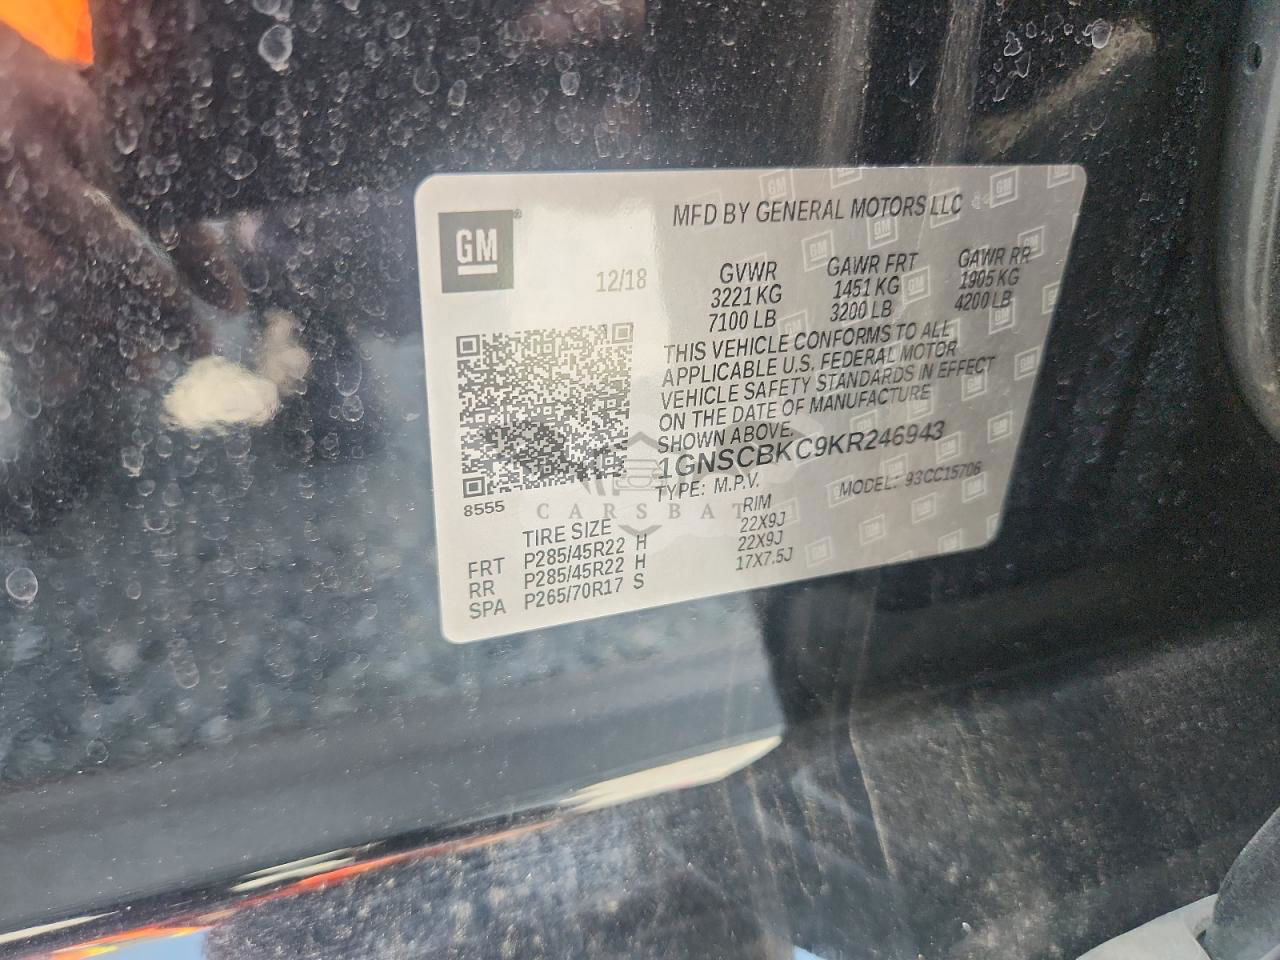 GM
12/18
MFD BY GENERAL MOTORS LLC
GVWR GAWR FRT GAWR RR
3221 KG 1451 KG 1905 KG
7100 LB 3200 LB 4200 LB
THIS VEHICLE CONFORMS TO ALL
APPLICABLE U.S. FEDERAL MOTOR
VEHICLE SAFETY STANDARDS IN EFFECT
ON THE DATE OF MANUFACTURE
SHOWN ABOVE.
1GNSCBKC9KR246943
TYPE: M.P.V. MODEL: 93CC15706
8555
CARSBAT
TIRE SIZE RIM
FRT P285/45R22 H 22X9J
RR P285/45R22 H 22X9J
SPA P265/70R17 S 17X7.5J